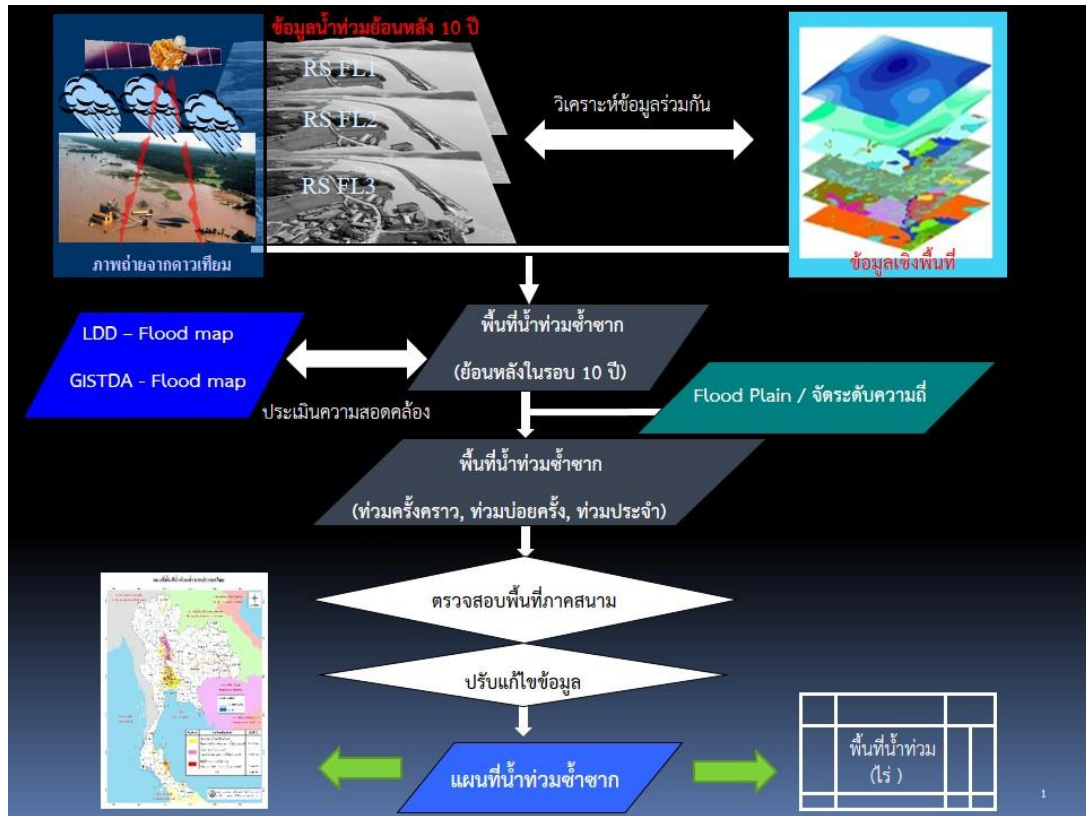 ข้อมูลน้ำท่วมย้อนหลัง 10 ปี
RS FL1
RS FL2
RS FL3
ภาพถ่ายจากดาวเทียม
วิเคราะห์ข้อมูลร่วมกัน
ข้อมูลเชิงพื้นที่
พื้นที่น้ำท่วมซ้ำซาก
(ย้อนหลังในรอบ 10 ปี)
LDD – Flood map
GISTDA - Flood map
ประเมินความสอดคล้อง
Flood Plain / จัดระดับความถี่
พื้นที่น้ำท่วมซ้ำซาก
(ท่วมครั้งคราว, ท่วมบ่อยครั้ง, ท่วมประจำ)
ตรวจสอบพื้นที่ภาคสนาม
ปรับแก้ไขข้อมูล
แผนที่น้ำท่วมซ้ำซาก
พื้นที่น้ำท่วม
(ไร่ )
1